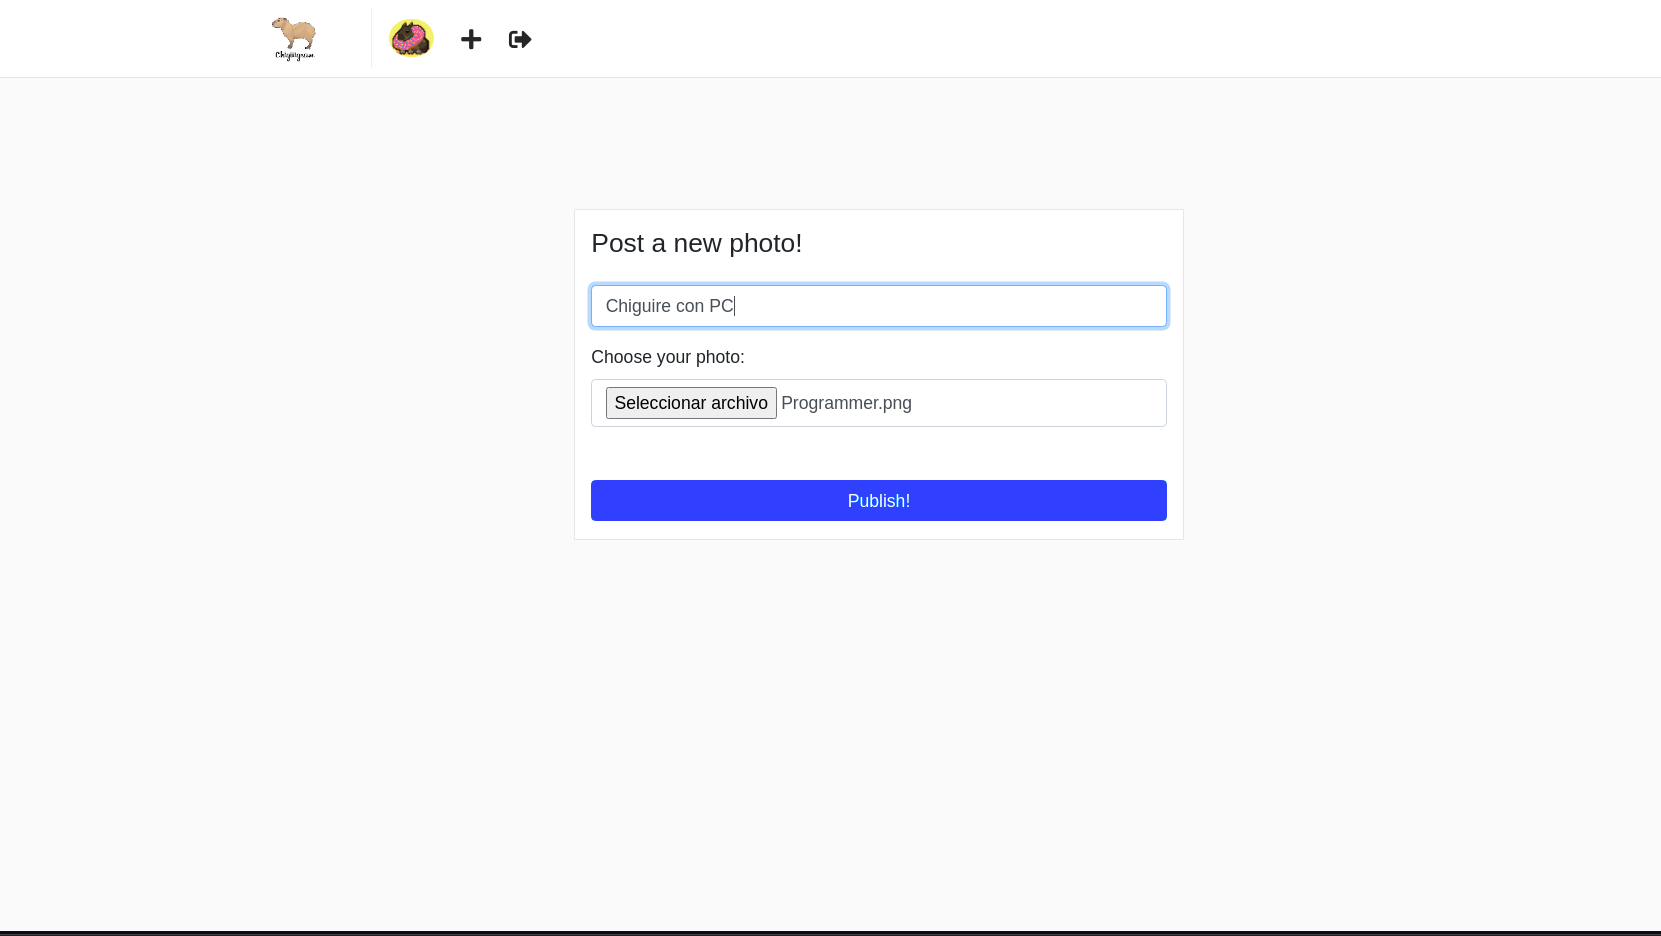 Chiguigram
Post a new photo!
Chiguire con PC
Choose your photo:
Seleccionar archivo Programmer.png
Publish!